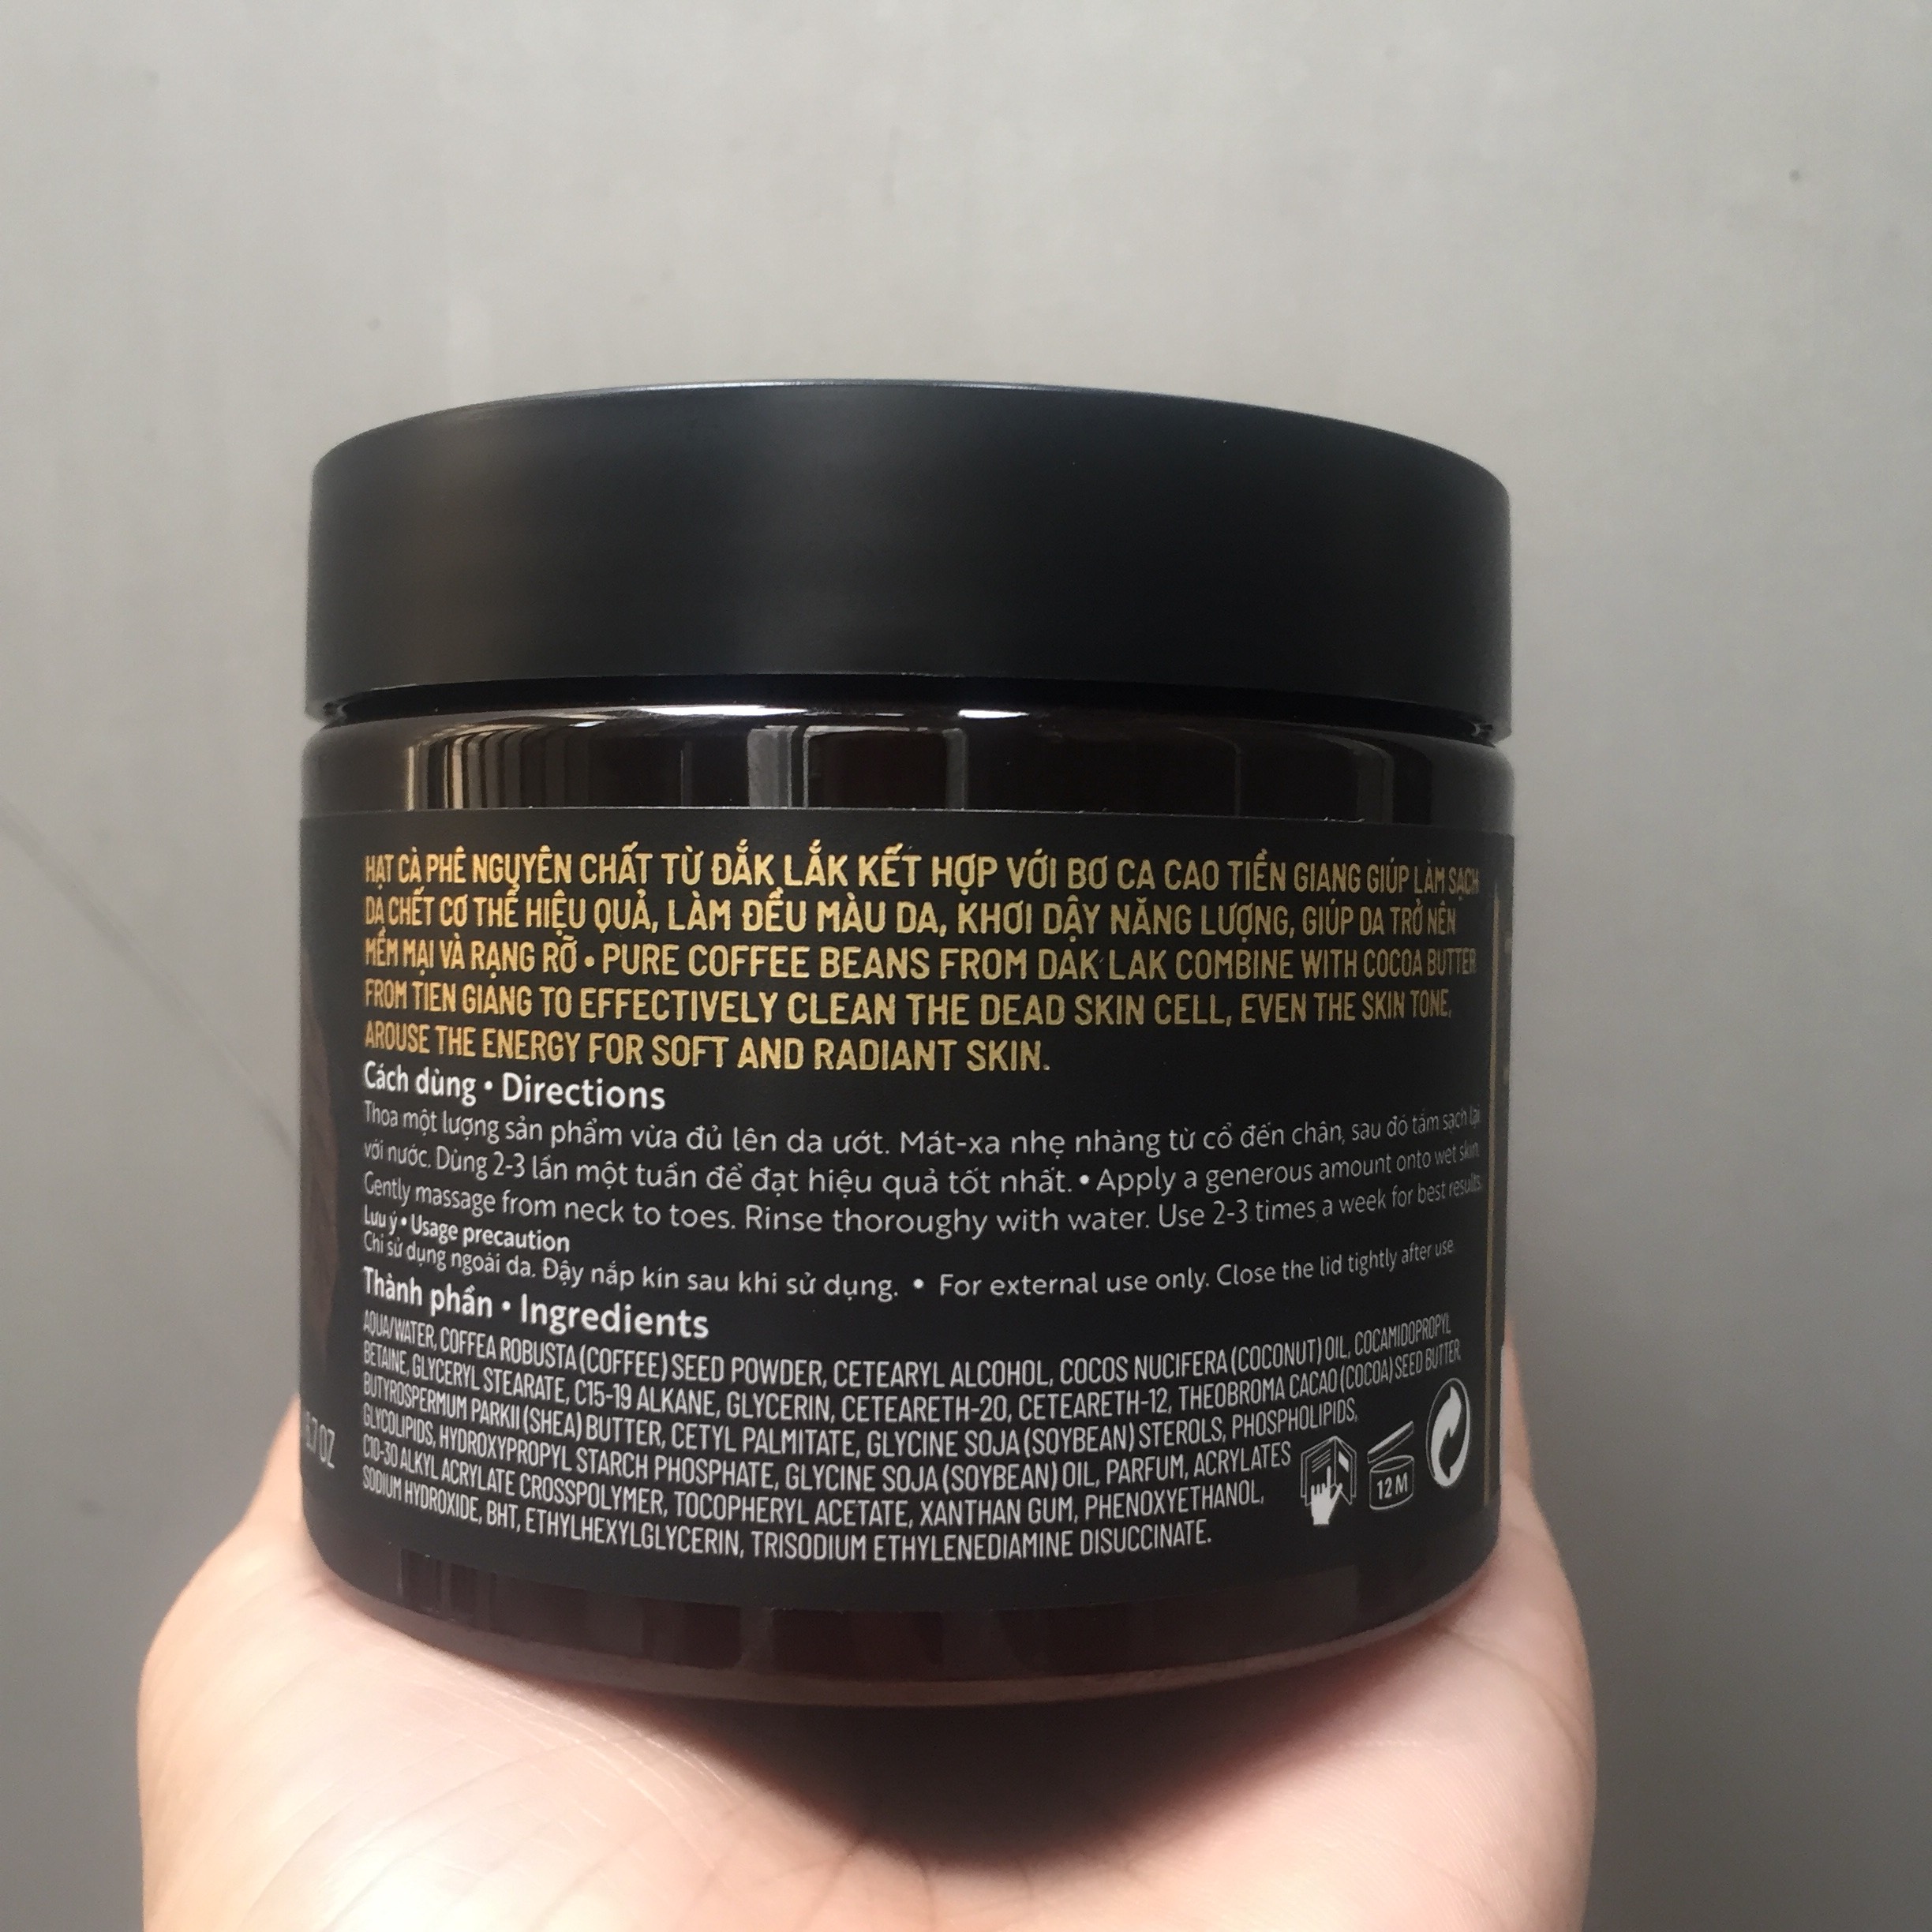 HẠT CÀ PHÊ NGUYÊN CHẤT TỪ ĐẮK LẮK KẾT HỢP VỚI BƠ CA CAO TIỀN GIANG GIÚP LÀM SẠCH
DA CHẾT CƠ THỂ HIỆU QUẢ, LÀM ĐỀU MÀU DA, KHƠI DẬY NĂNG LƯỢNG, GIÚP DA TRỞ NÊN
MỀM MẠI VÀ RẠNG RỠ • PURE COFFEE BEANS FROM DAK LAK COMBINE WITH COCOA BUTTER
FROM TIEN GIANG TO EFFECTIVELY CLEAN THE DEAD SKIN CELL, EVEN THE SKIN TONE,
AROUSE THE ENERGY FOR SOFT AND RADIANT SKIN.
Cách dùng • Directions
Thoa một lượng sản phẩm vừa đủ lên da ướt. Mát-xa nhẹ nhàng từ cổ đến chân, sau đó tắm sạch lại
với nước. Dùng 2-3 lần một tuần để đạt hiệu quả tốt nhất. • Apply a generous amount onto wet skin.
Gently massage from neck to toes. Rinse thoroughy with water. Use 2-3 times a week for best results.
Lưu ý • Usage precaution
Chỉ sử dụng ngoài da. Đậy nắp kín sau khi sử dụng. • For external use only. Close the lid tightly after use.
Thành phần • Ingredients
AQUA/WATER, COFFEA ROBUSTA (COFFEE) SEED POWDER, CETEARYL ALCOHOL, COCOS NUCIFERA (COCONUT) OIL, COCAMIDOPROPYL
BETAINE, GLYCERYL STEARATE, C15-19 ALKANE, GLYCERIN, CETEARETH-20, CETEARETH-12, THEOBROMA CACAO (COCOA) SEED BUTTER,
BUTYROSPERMUM PARKII (SHEA) BUTTER, CETYL PALMITATE, GLYCINE SOJA (SOYBEAN) STEROLS, PHOSPHOLIPIDS,
GLYCOLIPIDS, HYDROXYPROPYL STARCH PHOSPHATE, GLYCINE SOJA (SOYBEAN) OIL, PARFUM, ACRYLATES
C10-30 ALKYL ACRYLATE CROSSPOLYMER, TOCOPHERYL ACETATE, XANTHAN GUM, PHENOXYETHANOL,
SODIUM HYDROXIDE, BHT, ETHYLHEXYLGLYCERIN, TRISODIUM ETHYLENEDIAMINE DISUCCINATE.
12M
OZ